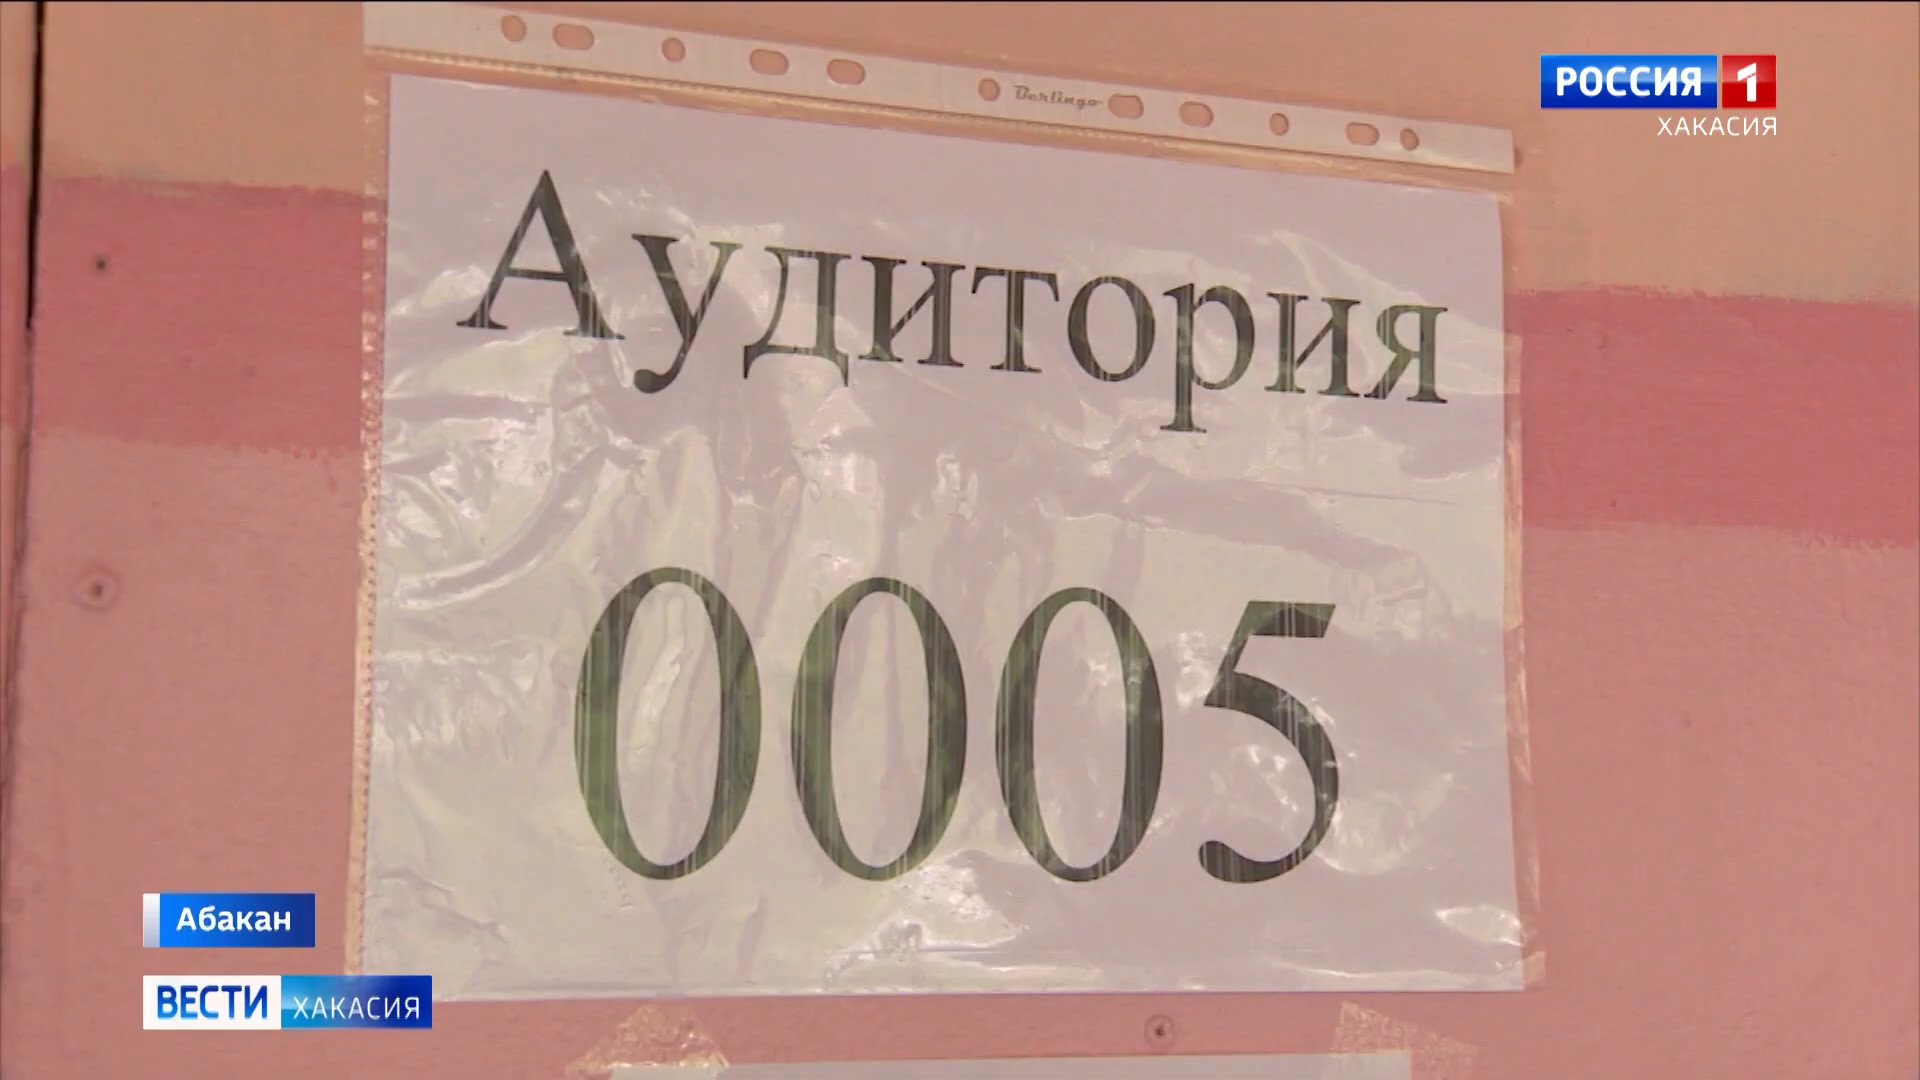 Berlingo
РОССИЯ 1
ХАКАСИЯ
Аудитория
0005
Абакан
ВЕСТИ ХАКАСИЯ